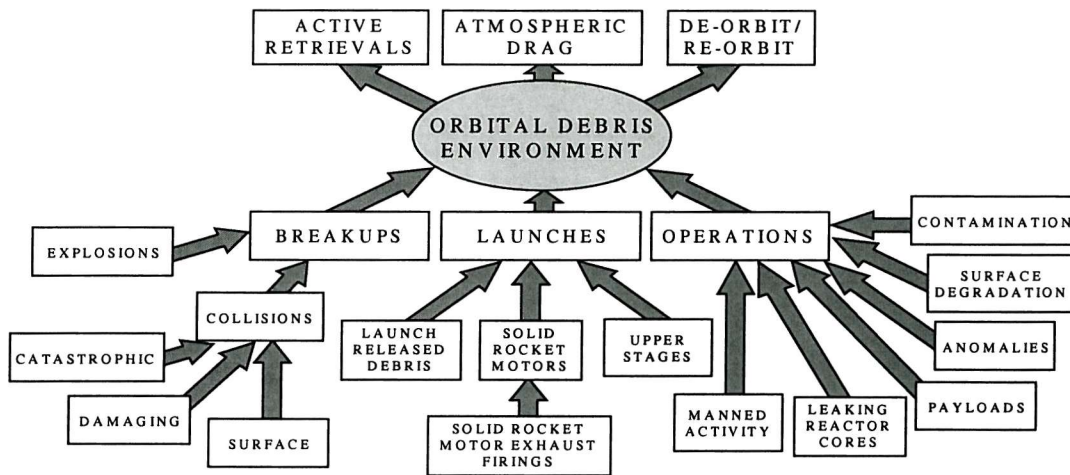 ACTIVE
RETRIEVALS
ATMOSPHERIC
DRAG
DE-ORBIT/
RE-ORBIT
ORBITAL DEBRIS
ENVIRONMENT
BREAKUPS
LAUNCHES
OPERATIONS
CONTAMINATION
EXPLOSIONS
SURFACE
DEGRADATION
COLLISIONS
LAUNCH
RELEASED
DEBRIS
SOLID
ROCKET
MOTORS
UPPER
STAGES
ANOMALIES
CATASTROPHIC
DAMAGING
SURFACE
SOLID ROCKET
MOTOR EXHAUST
FIRINGS
MANNED
ACTIVITY
LEAKING
REACTOR
CORES
PAYLOADS